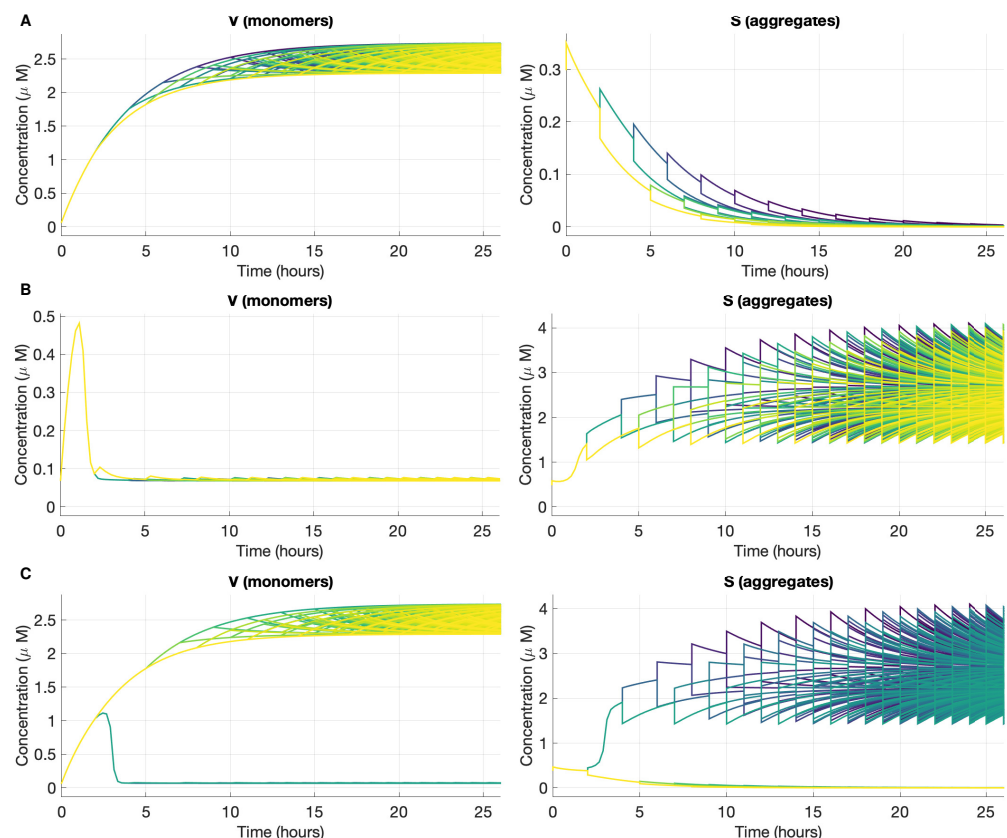 A
V (monomers)
S (aggregates)
Concentration (μ M)
2.5
2
1.5
1
0.5
0
0 5 10 15 20 25
Time (hours)
Concentration (μ M)
0.3
0.2
0.1
0
0 5 10 15 20 25
Time (hours)
B
V (monomers)
S (aggregates)
Concentration (μ M)
0.5
0.4
0.3
0.2
0.1
0
0 5 10 15 20 25
Time (hours)
Concentration (μ M)
4
3
2
1
0
0 5 10 15 20 25
Time (hours)
C
V (monomers)
S (aggregates)
Concentration (μ M)
2.5
2
1.5
1
0.5
0
0 5 10 15 20 25
Time (hours)
Concentration (μ M)
4
3
2
1
0
0 5 10 15 20 25
Time (hours)